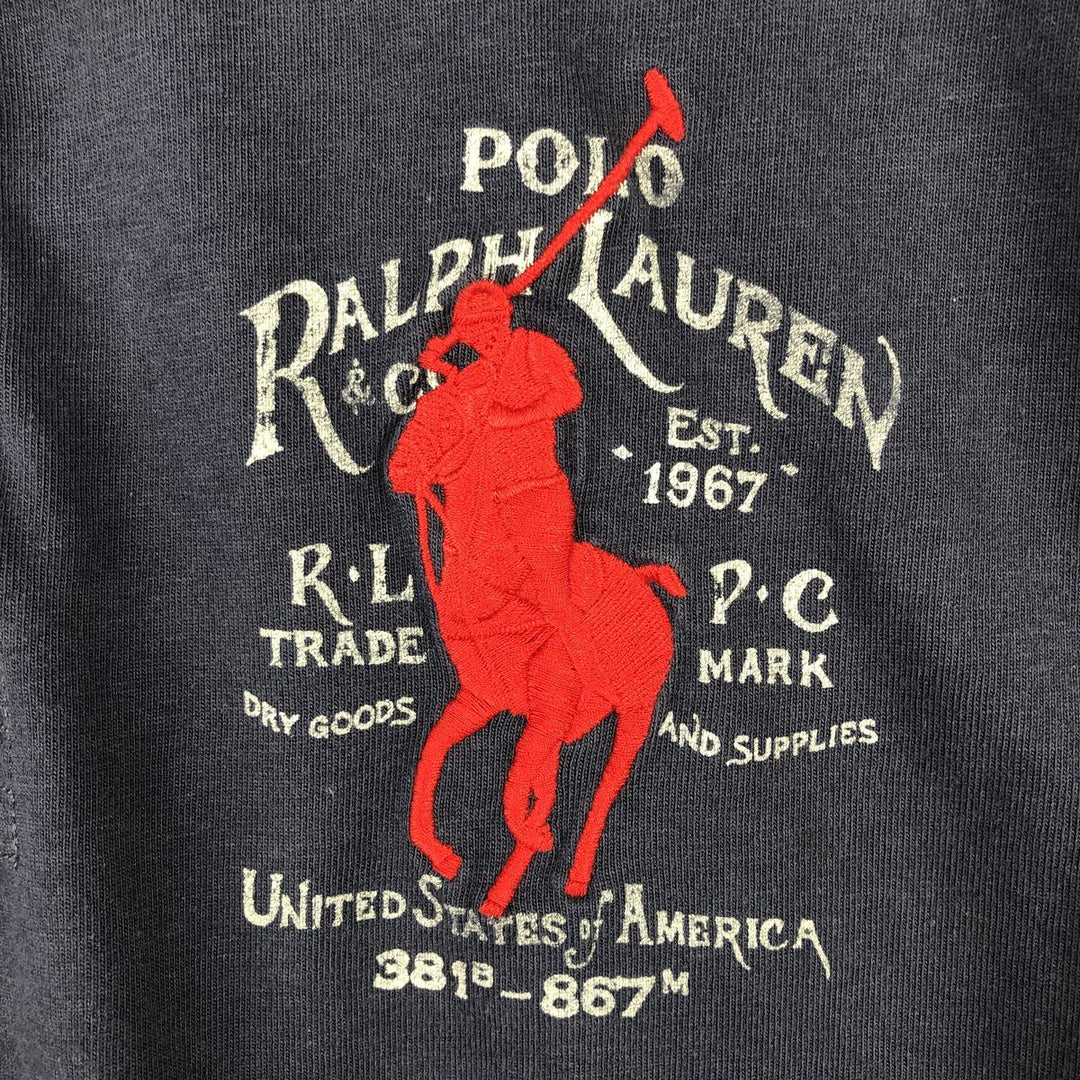 POLO
RALPH LAUREN
& Co
EST.
1967
R·L P·C
TRADE MARK
DRY GOODS AND SUPPLIES
UNITED STATES of AMERICA
381B–867M